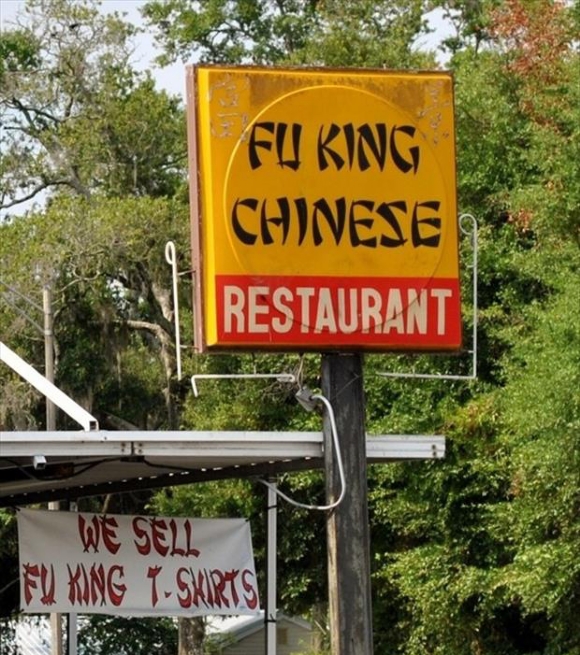 FU KING
CHINESE
RESTAURANT
WE SELL
FU KING T-SHIRTS